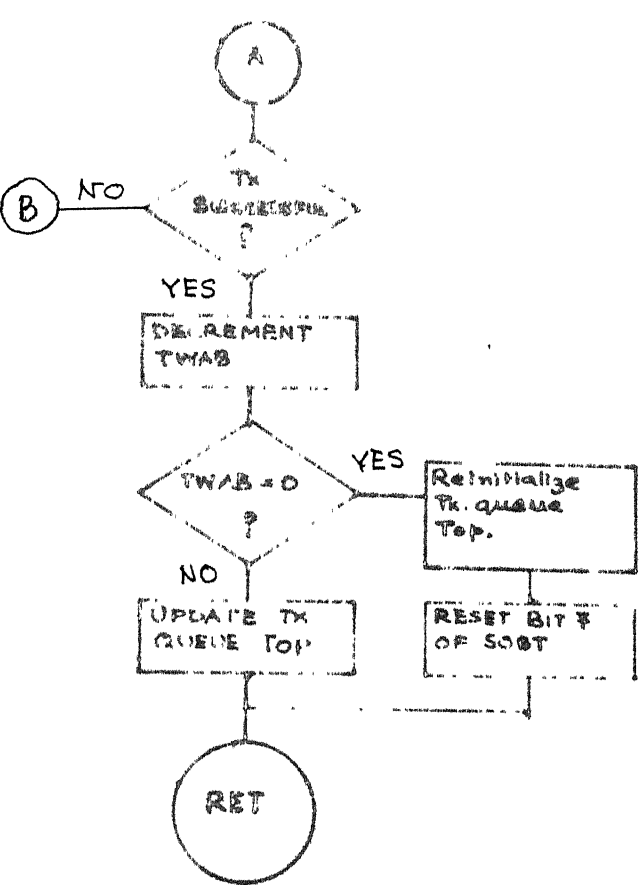 A
Tx
SUCCESSFUL
?
NO
B
YES
DECREMENT
TWAB
TWAB = 0
?
YES
Reinitialize
Tx. queue
Top.
NO
UPDATE TX
QUEUE TOP
RESET BIT
OF
RET